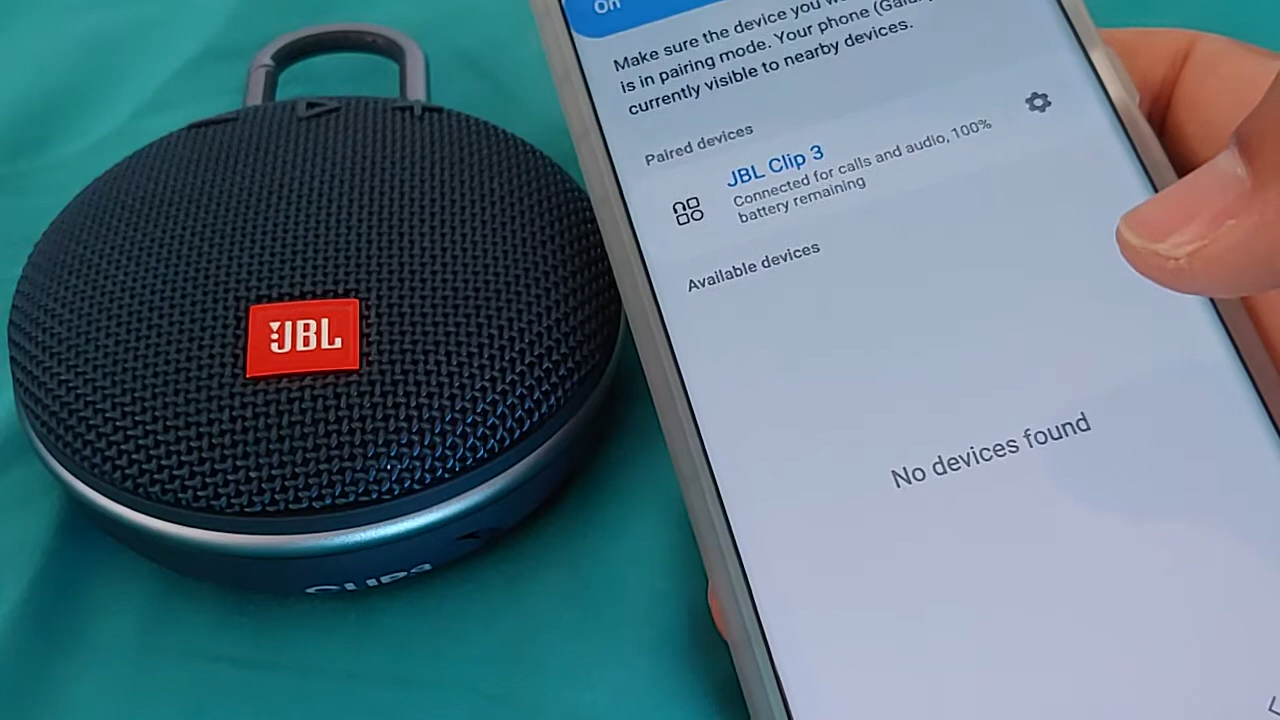 JBL
CLIP3
On
Make sure the device you
is in pairing mode. Your phone
currently visible to nearby devices.
Paired devices
JBL Clip 3
Connected for calls and audio, 100%
battery remaining
Available devices
No devices found